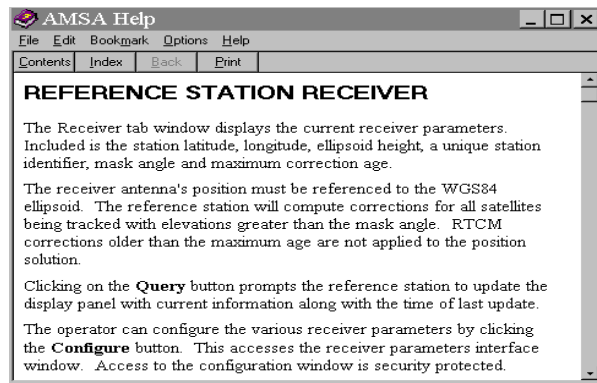 AMSA Help
File Edit Bookmark Options Help
Contents Index Back Print
REFERENCE STATION RECEIVER
The Receiver tab window displays the current receiver parameters.
Included is the station latitude, longitude, ellipsoid height, a unique station
identifier, mask angle and maximum correction age.
The receiver antenna's position must be referenced to the WGS84
ellipsoid. The reference station will compute corrections for all satellites
being tracked with elevations greater than the mask angle. RTCM
corrections older than the maximum age are not applied to the position
solution.
Clicking on the Query button prompts the reference station to update the
display panel with current information along with the time of last update.
The operator can configure the various receiver parameters by clicking
the Configure button. This accesses the receiver parameters interface
window. Access to the configuration window is security protected.